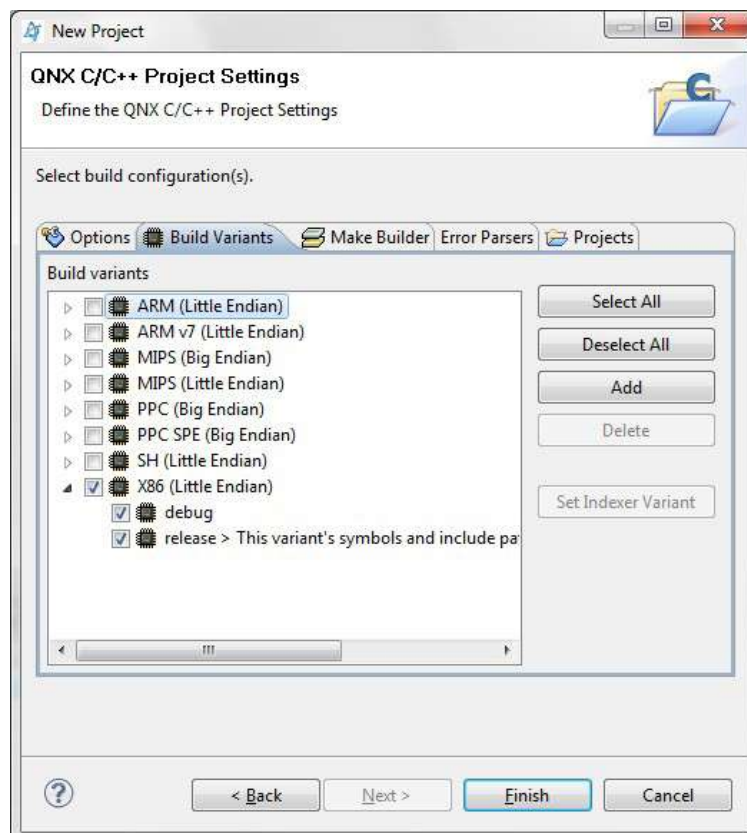 New Project
QNX C/C++ Project Settings
Define the QNX C/C++ Project Settings
Select build configuration(s).
Options Build Variants Make Builder Error Parsers Projects
Build variants
ARM (Little Endian)
ARM v7 (Little Endian)
MIPS (Big Endian)
MIPS (Little Endian)
PPC (Big Endian)
PPC SPE (Big Endian)
SH (Little Endian)
X86 (Little Endian)
debug
release > This variant's symbols and include pa
Select All
Deselect All
Add
Delete
Set Indexer Variant
? < Back Next > Finish Cancel